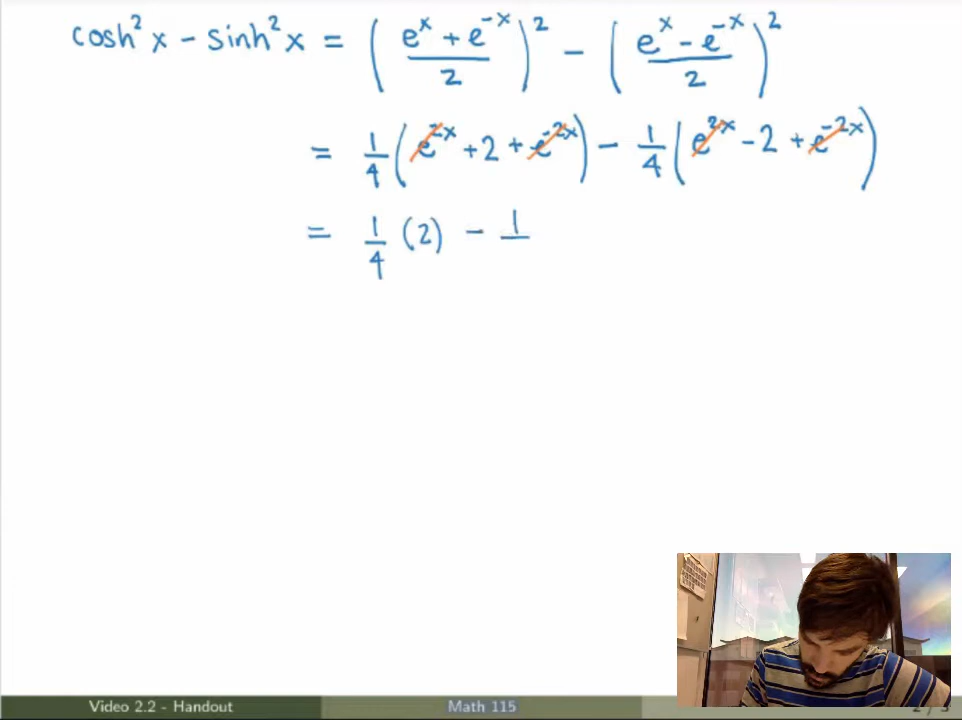 cosh²x − sinh²x = ((eˣ + e⁻ˣ)/2)² − ((eˣ − e⁻ˣ)/2)²
= 1/4 (e²ˣ + 2 + e⁻²ˣ) − 1/4 (e²ˣ − 2 + e⁻²ˣ)
= 1/4 (2) − 1
Video 2.2 - Handout
Math 115